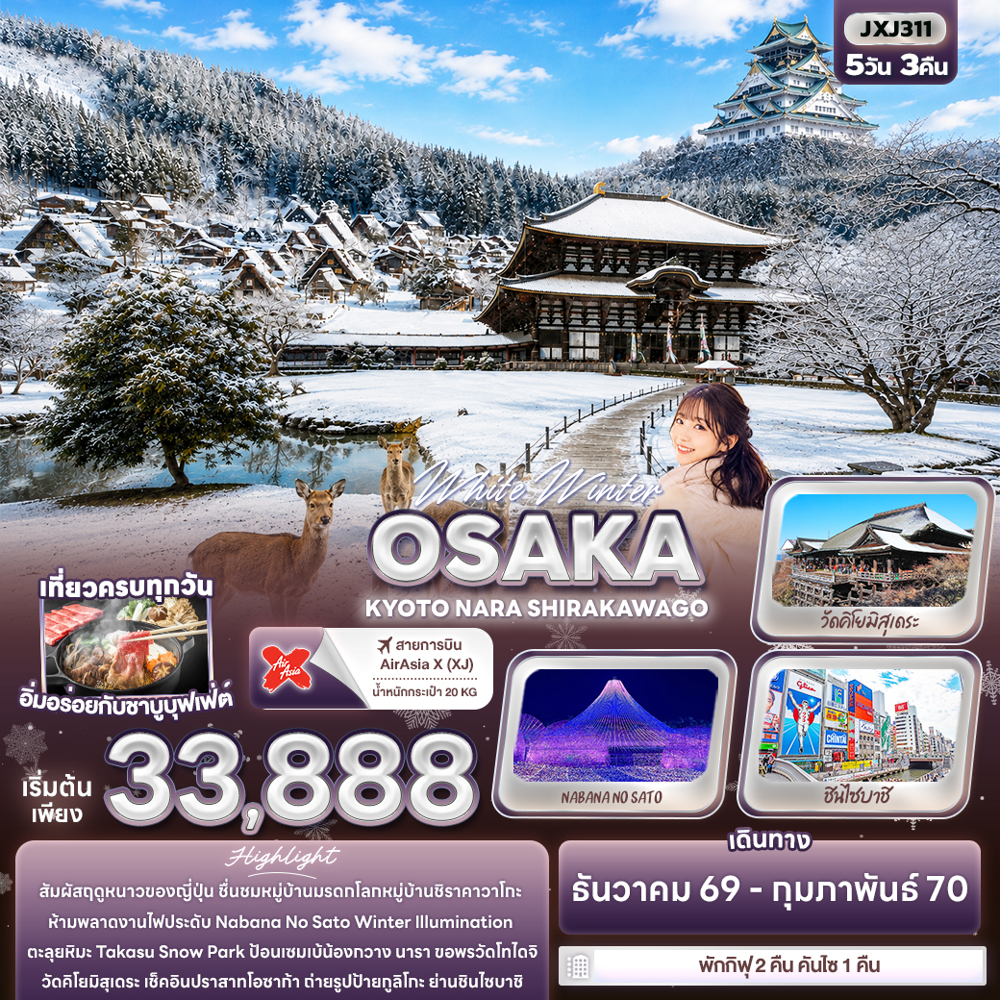 JXJ311
5วัน 3คืน
White Winter
OSAKA
KYOTO NARA SHIRAKAWAGO
เที่ยวครบทุกวัน
อิ่มอร่อยกับชาบูบุฟเฟ่ต์
Air Asia X
สายการบิน
AirAsia X (XJ)
น้ำหนักกระเป๋า 20 KG
วัดคิโยมิสุเดระ
NABANA NO SATO
Glico
CHINTAI
ชินไซบาชิ
เริ่มต้น
เพียง
33,888
Highlight
สัมผัสฤดูหนาวของญี่ปุ่น ชื่นชมหมู่บ้านมรดกโลกหมู่บ้านชิราคาวาโกะ
ห้ามพลาดงานไฟประดับ Nabana No Sato Winter Illumination
ตะลุยหิมะ Takasu Snow Park ป้อนเซมเบ้น้องกวาง นารา ขอพรวัดโทไดจิ
วัดคิโยมิสุเดระ เช็คอินปราสาทโอซาก้า ถ่ายรูปป้ายกูลิโกะ ย่านชินไซบาชิ
เดินทาง
ธันวาคม 69 - กุมภาพันธ์ 70
พักกิฟุ 2 คืน คันไซ 1 คืน